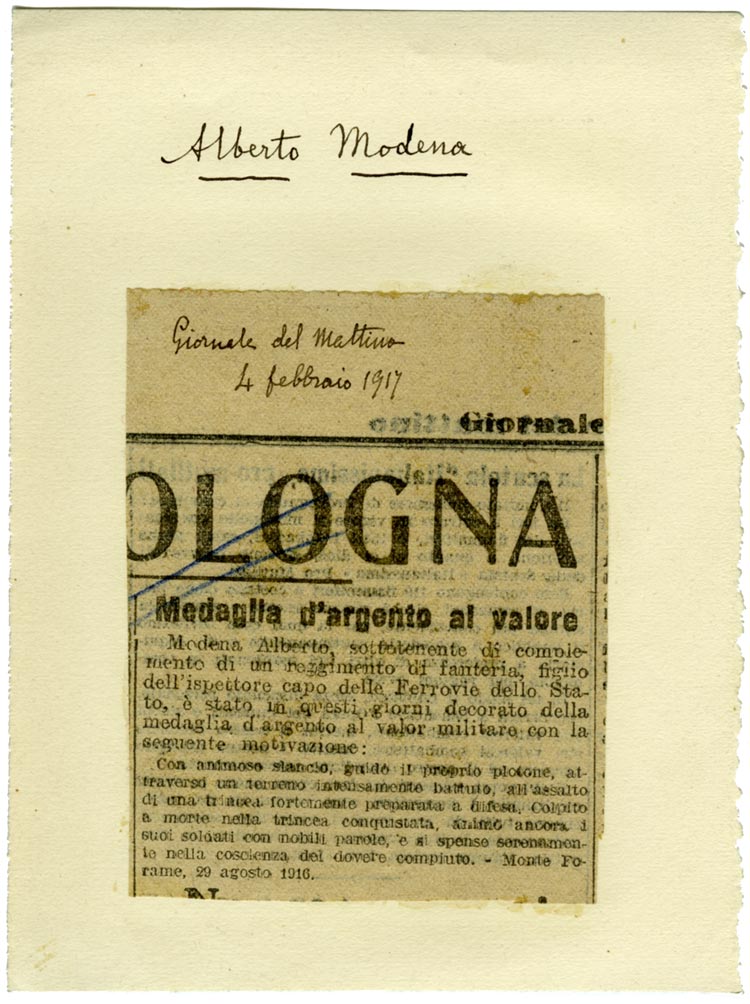 Alberto Modena
Giornale del Mattino
4 febbraio 1917
Giornale
OLOGNA
Medaglia d'argento al valore
Modena Alberto, sottotenente di comple-
mento di un reggimento di fanteria, figlio
dell'ispettore capo delle Ferrovie dello Sta-
to, è stato in questi giorni decorato della
medaglia d'argento al valor militare con la
seguente motivazione:
Con animoso slancio, guidò il proprio plotone, at-
traverso un terreno intensamente battuto, all'assalto
di una trincea fortemente preparata a difesa. Colpito
a morte nella trincea conquistata, animò ancora i
suoi soldati con nobili parole, e si spense serenamen-
te nella coscienza del dovere compiuto. - Monte Fo-
rame, 29 agosto 1916.